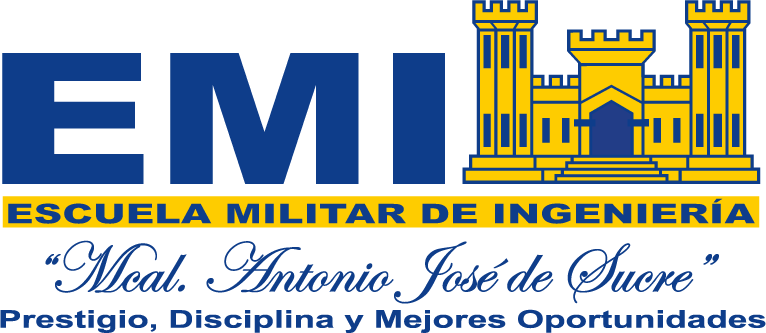 EMI
ESCUELA MILITAR DE INGENIERÍA
“Mcal. Antonio José de Sucre”
Prestigio, Disciplina y Mejores Oportunidades